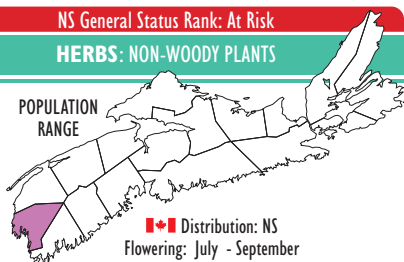 NS General Status Rank: At Risk
HERBS: NON-WOODY PLANTS
POPULATION
RANGE
Distribution: NS
Flowering: July - September